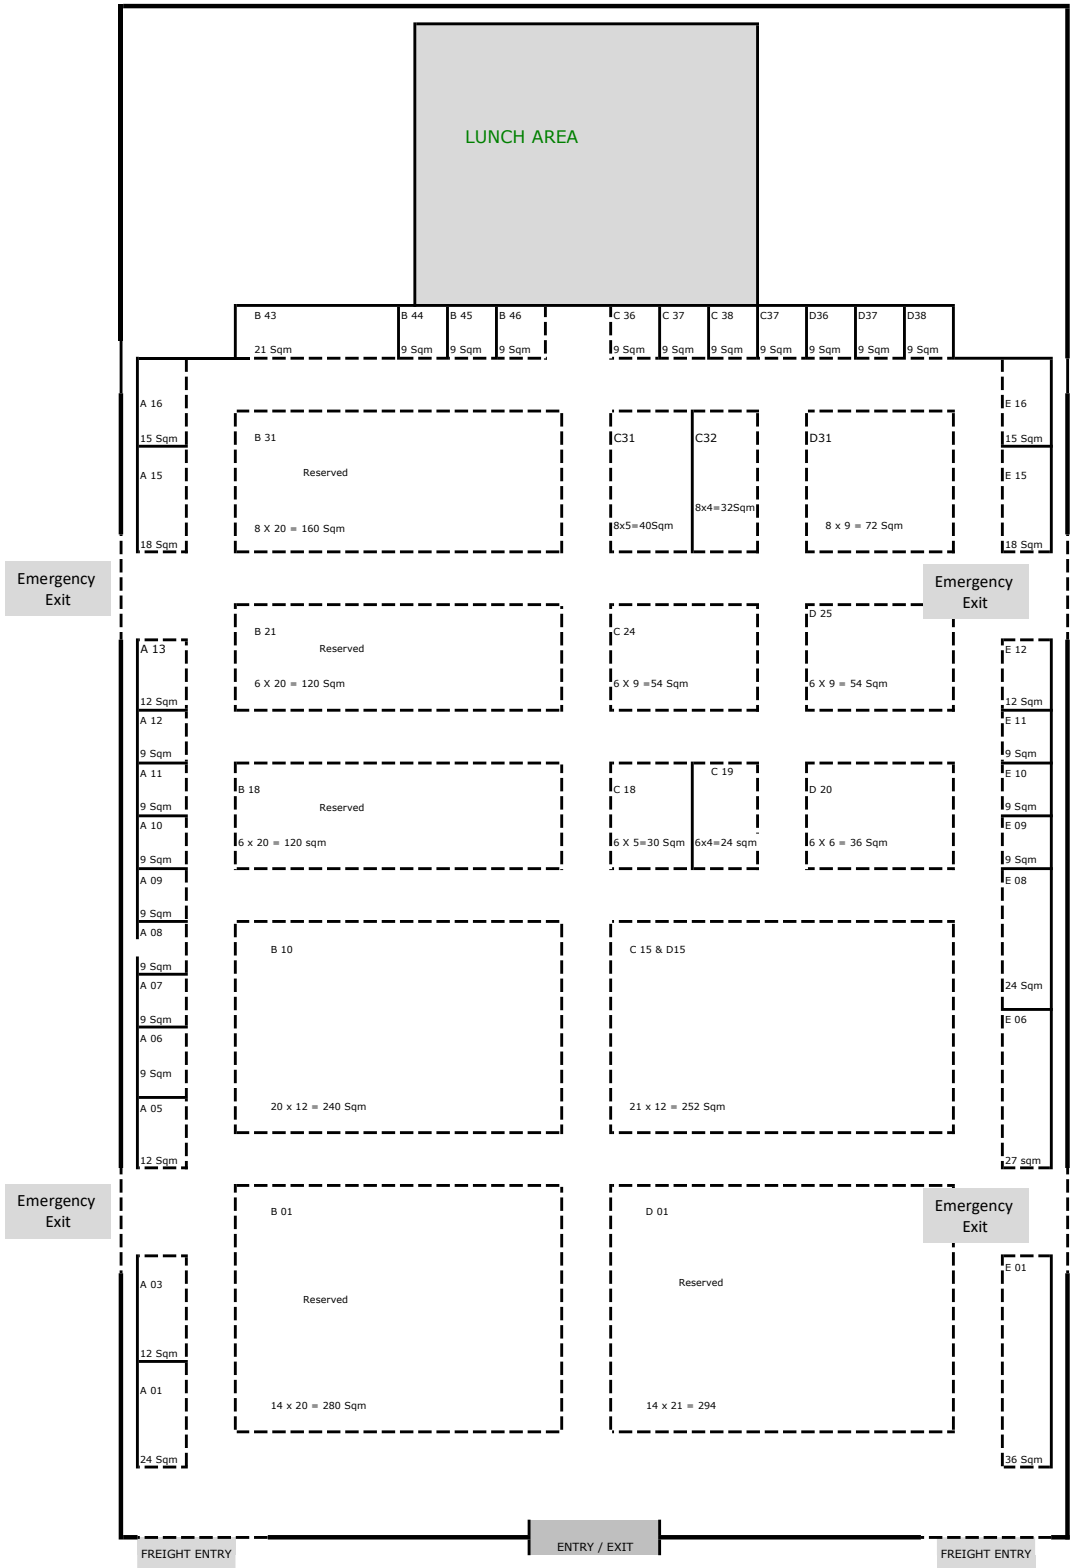 LUNCH AREA
B 43
B 44
B 45
B 46
C 36
C 37
C 38
C37
D36
D37
D38
21 Sqm
9 Sqm
9 Sqm
9 Sqm
9 Sqm
9 Sqm
9 Sqm
9 Sqm
9 Sqm
9 Sqm
9 Sqm
A 16
15 Sqm
A 15
18 Sqm
B 31
Reserved
8 X 20 = 160 Sqm
C31
8x5=40Sqm
C32
8x4=32Sqm
D31
8 x 9 = 72 Sqm
E 16
15 Sqm
E 15
18 Sqm
Emergency
Exit
Emergency
Exit
A 13
12 Sqm
A 12
9 Sqm
A 11
9 Sqm
A 10
9 Sqm
A 09
9 Sqm
A 08
9 Sqm
A 07
9 Sqm
A 06
9 Sqm
A 05
12 Sqm
B 21
Reserved
6 X 20 = 120 Sqm
C 24
6 X 9 =54 Sqm
D 25
6 X 9 = 54 Sqm
B 18
Reserved
6 x 20 = 120 sqm
C 18
6 X 5=30 Sqm
C 19
6x4=24 sqm
D 20
6 X 6 = 36 Sqm
E 12
12 Sqm
E 11
9 Sqm
E 10
9 Sqm
E 09
9 Sqm
E 08
24 Sqm
E 06
27 sqm
B 10
20 x 12 = 240 Sqm
C 15 & D15
21 x 12 = 252 Sqm
Emergency
Exit
Emergency
Exit
A 03
12 Sqm
A 01
24 Sqm
B 01
Reserved
14 x 20 = 280 Sqm
D 01
Reserved
14 x 21 = 294
E 01
36 Sqm
FREIGHT ENTRY
ENTRY / EXIT
FREIGHT ENTRY